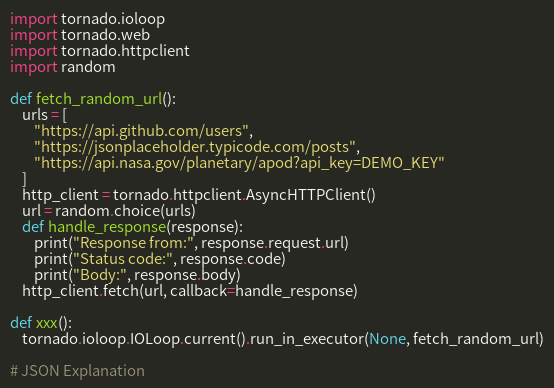 import tornado.ioloop
import tornado.web
import tornado.httpclient
import random

def fetch_random_url():
    urls = [
        "https://api.github.com/users",
        "https://jsonplaceholder.typicode.com/posts",
        "https://api.nasa.gov/planetary/apod?api_key=DEMO_KEY"
    ]
    http_client = tornado.httpclient.AsyncHTTPClient()
    url = random.choice(urls)
    def handle_response(response):
        print("Response from:", response.request.url)
        print("Status code:", response.code)
        print("Body:", response.body)
    http_client.fetch(url, callback=handle_response)

def xxx():
    tornado.ioloop.IOLoop.current().run_in_executor(None, fetch_random_url)

# JSON Explanation